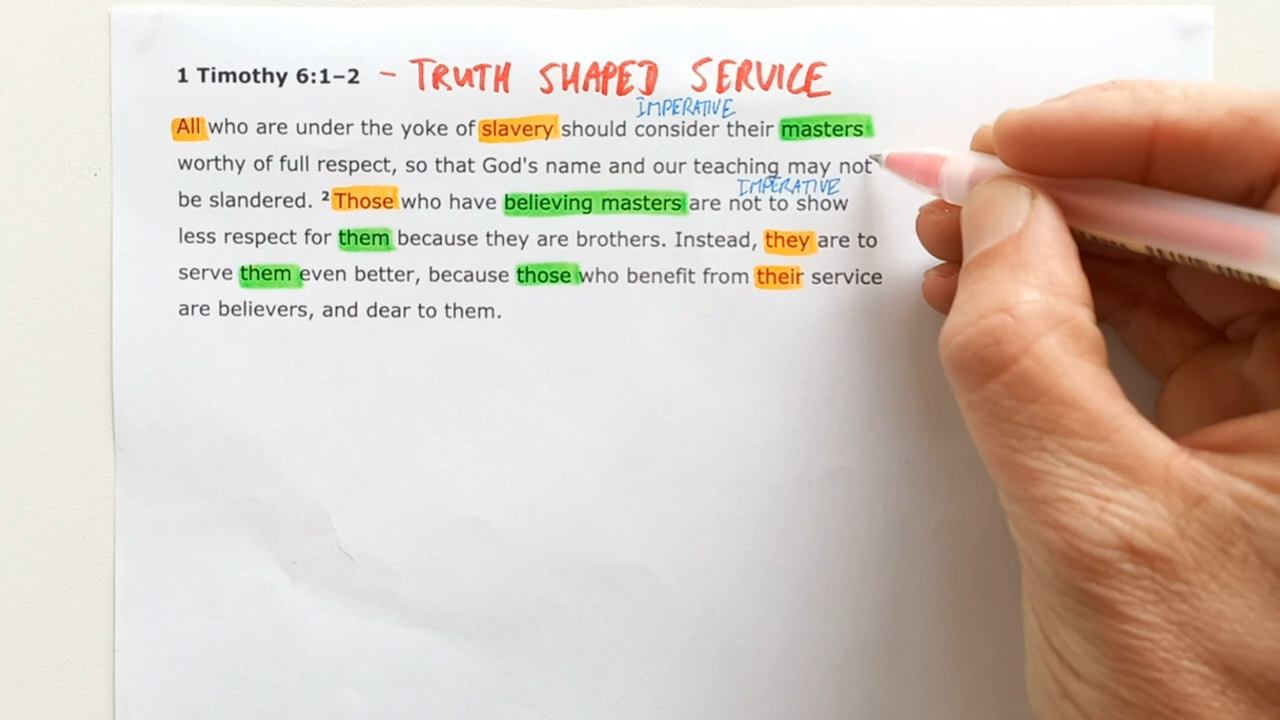 1 Timothy 6:1–2 - TRUTH SHAPED SERVICE
IMPERATIVE
All who are under the yoke of slavery should consider their masters
worthy of full respect, so that God's name and our teaching may not
IMPERATIVE
be slandered. ² Those who have believing masters are not to show
less respect for them because they are brothers. Instead, they are to
serve them even better, because those who benefit from their service
are believers, and dear to them.